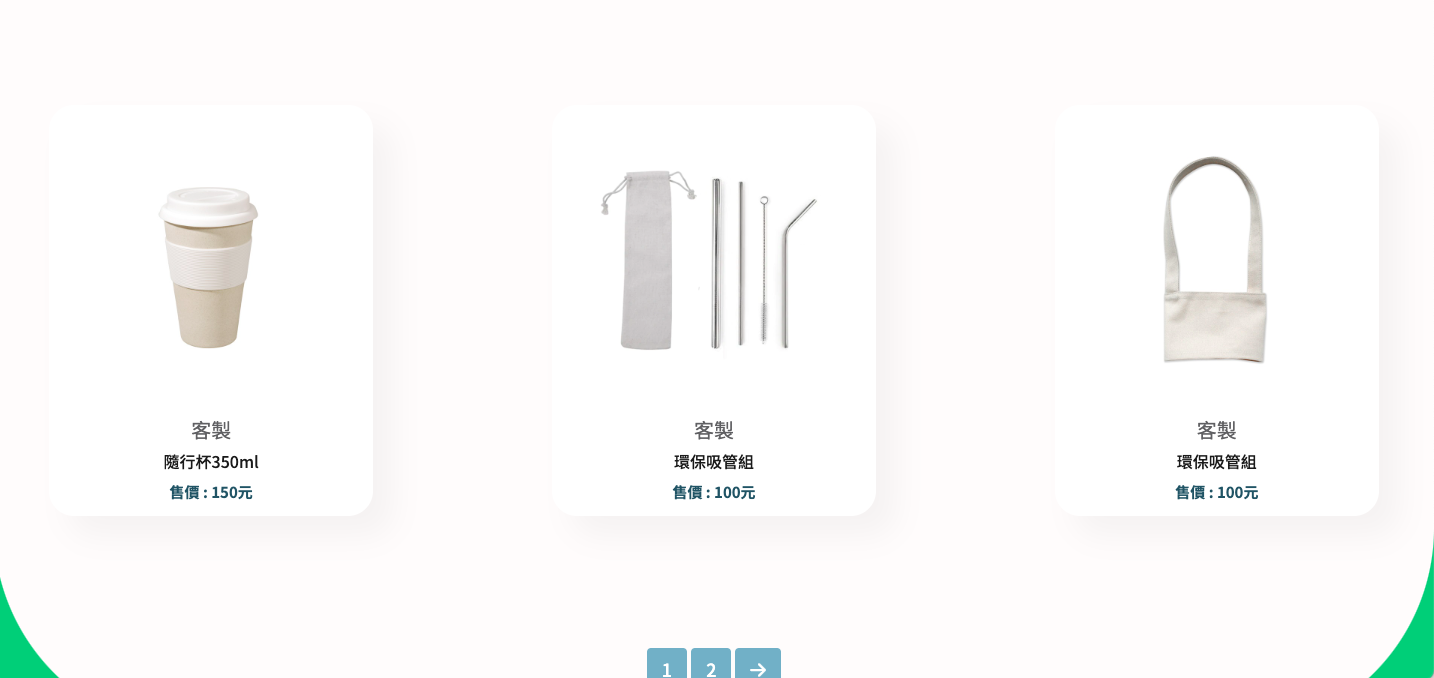 客製
隨行杯350ml
售價 : 150元
客製
環保吸管組
售價 : 100元
客製
環保吸管組
售價 : 100元
1 2 →